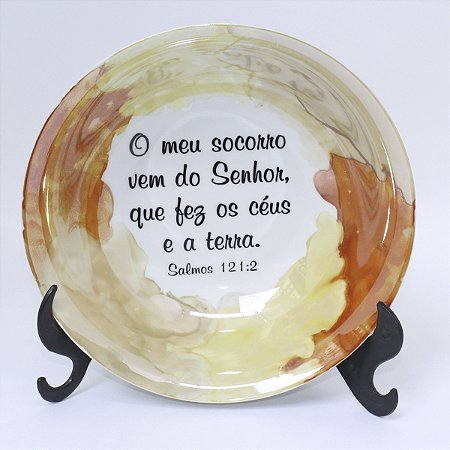 O meu socorro
vem do Senhor,
que fez os céus
e a terra.
Salmos 121:2